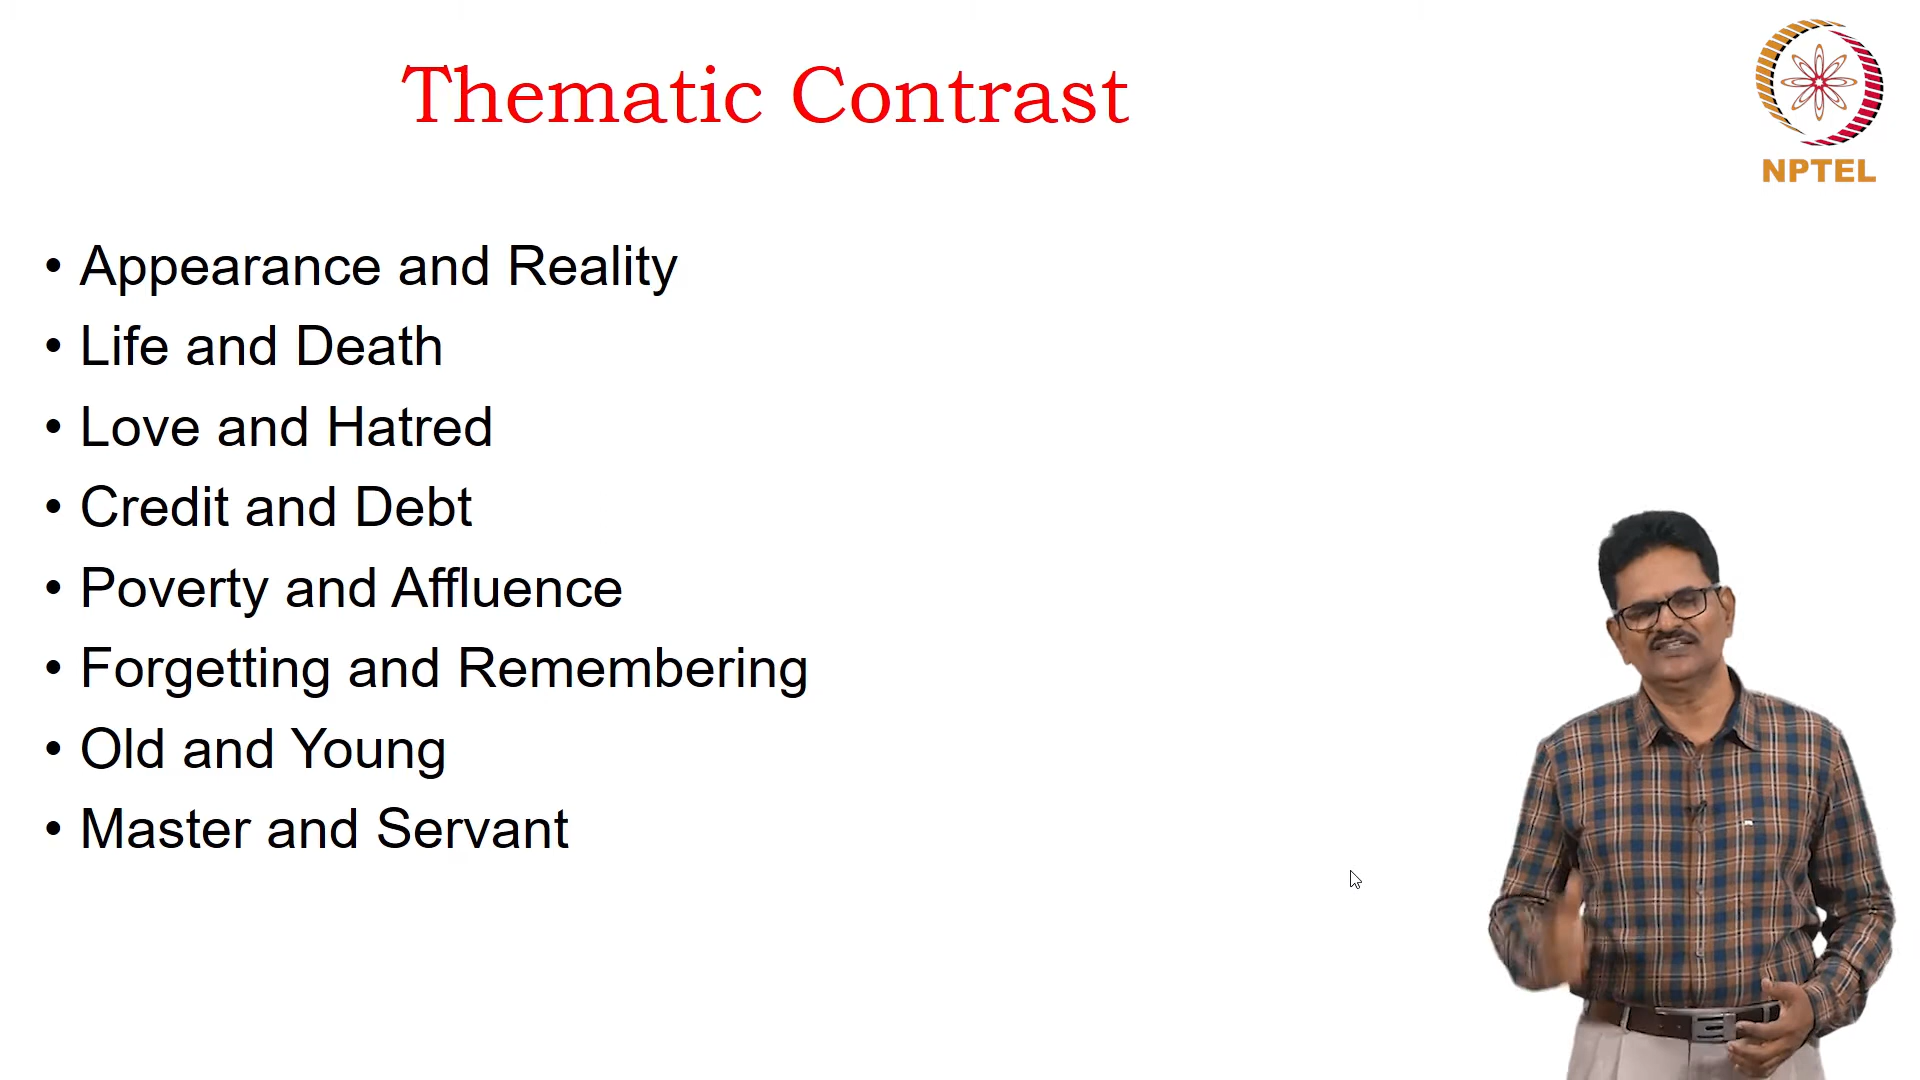 Thematic Contrast
NPTEL
• Appearance and Reality
• Life and Death
• Love and Hatred
• Credit and Debt
• Poverty and Affluence
• Forgetting and Remembering
• Old and Young
• Master and Servant